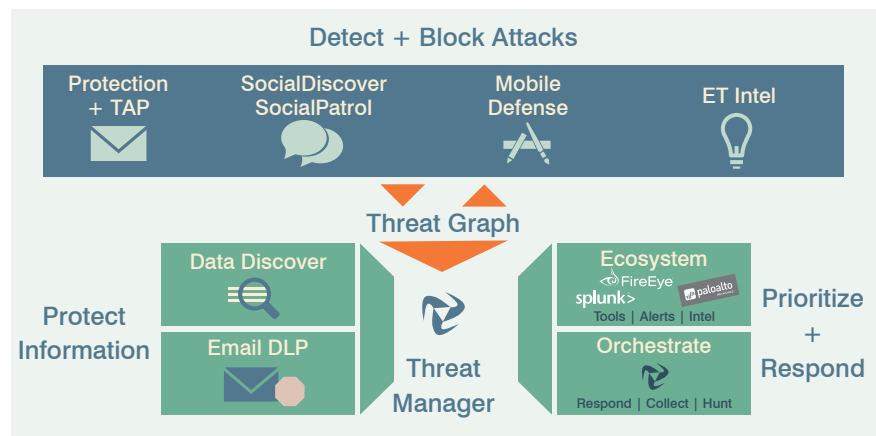 Detect + Block Attacks
Protection
+ TAP
SocialDiscover
SocialPatrol
Mobile
Defense
ET Intel
Threat Graph
Protect
Information
Data Discover
Email DLP
Threat
Manager
Ecosystem
FireEye
splunk>
paloalto
Tools | Alerts | Intel
Orchestrate
Respond | Collect | Hunt
Prioritize
+
Respond